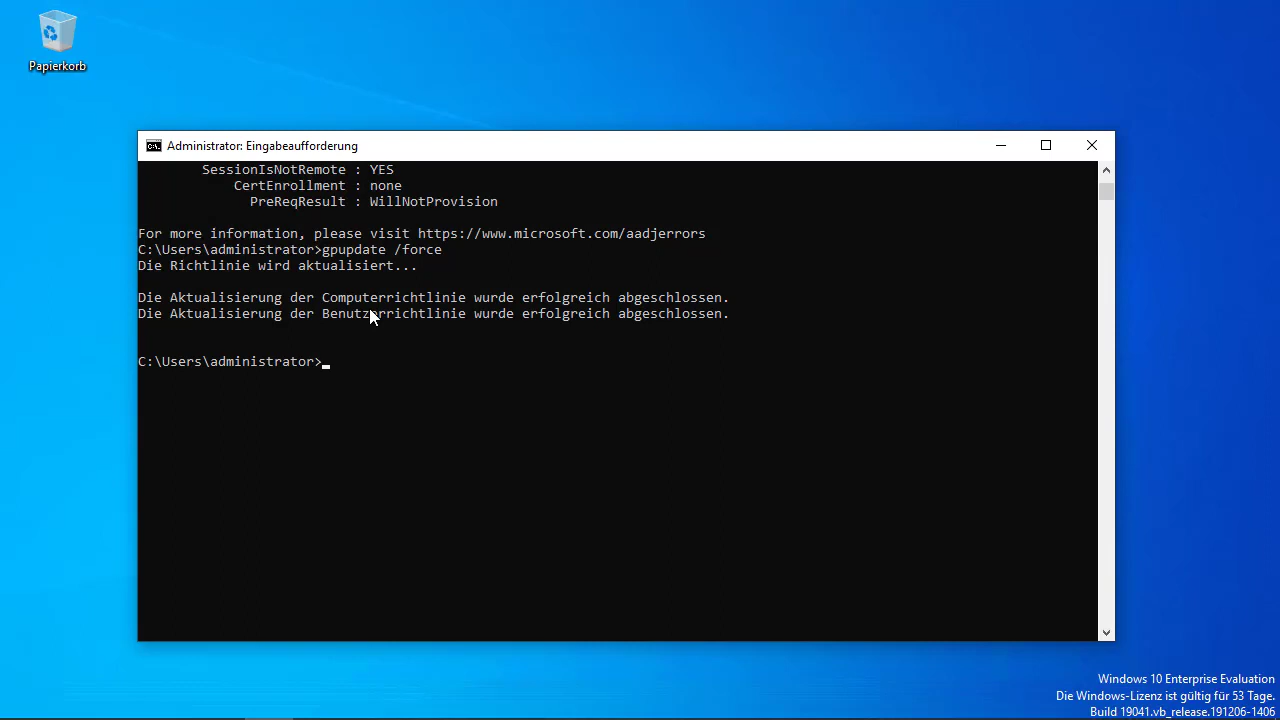 Papierkorb
Administrator: Eingabeaufforderung
SessionIsNotRemote : YES
CertEnrollment : none
PreReqResult : WillNotProvision
For more information, please visit https://www.microsoft.com/aadjerrors
C:\Users\administrator>gpupdate /force
Die Richtlinie wird aktualisiert...
Die Aktualisierung der Computerrichtlinie wurde erfolgreich abgeschlossen.
Die Aktualisierung der Benutzerrichtlinie wurde erfolgreich abgeschlossen.
C:\Users\administrator>
Windows 10 Enterprise Evaluation
Die Windows-Lizenz ist gültig für 53 Tage.
Build 19041.vb_release.191206-1406